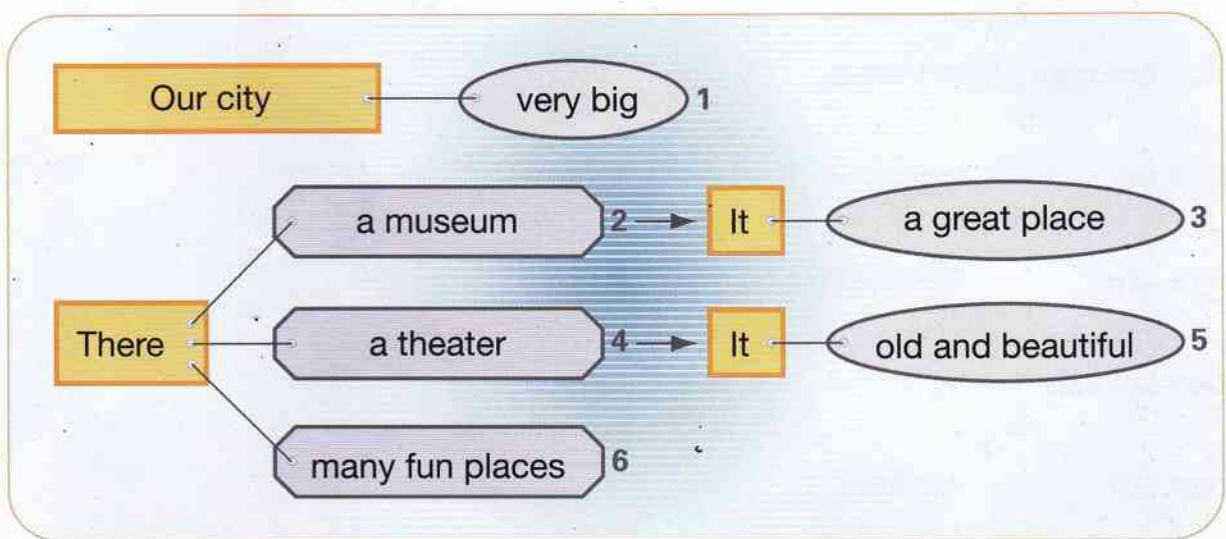 Our city very big 1
a museum 2 It a great place 3
There a theater 4 It old and beautiful 5
many fun places 6